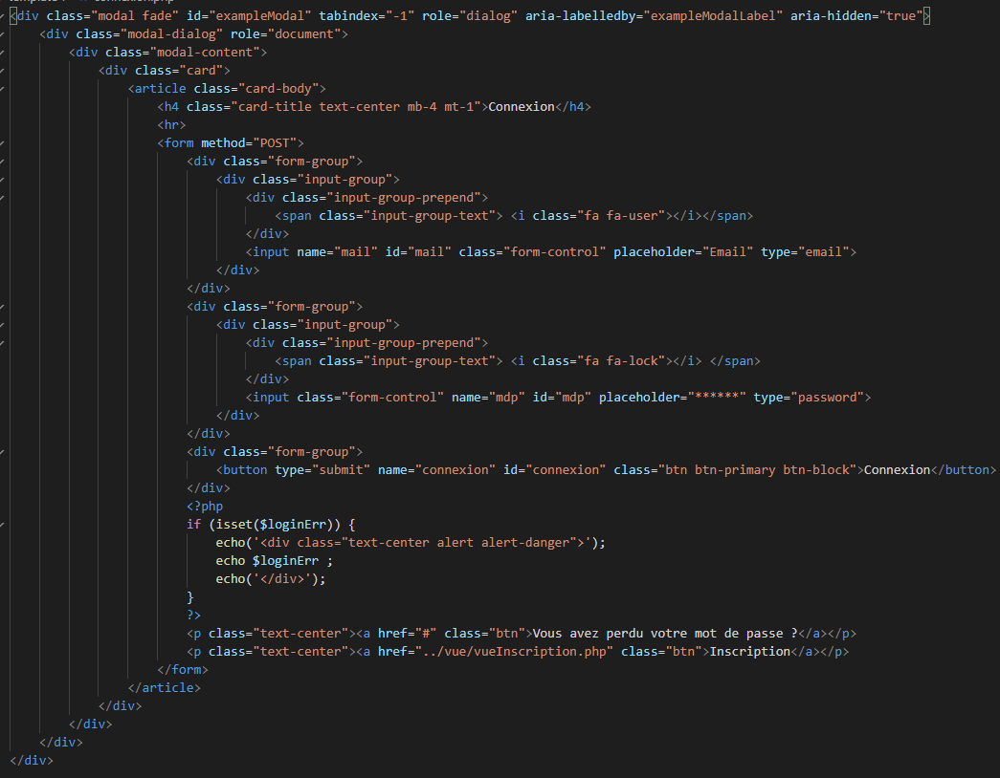 <div class="modal fade" id="exampleModal" tabindex="-1" role="dialog" aria-labelledby="exampleModalLabel" aria-hidden="true">
<div class="modal-dialog" role="document">
<div class="modal-content">
<div class="card">
<article class="card-body">
<h4 class="card-title text-center mb-4 mt-1">Connexion</h4>
<hr>
<form method="POST">
<div class="form-group">
<div class="input-group">
<div class="input-group-prepend">
<span class="input-group-text"> <i class="fa fa-user"></i></span>
</div>
<input name="mail" id="mail" class="form-control" placeholder="Email" type="email">
</div>
</div>
<div class="form-group">
<div class="input-group">
<div class="input-group-prepend">
<span class="input-group-text"> <i class="fa fa-lock"></i> </span>
</div>
<input class="form-control" name="mdp" id="mdp" placeholder="******" type="password">
</div>
</div>
<div class="form-group">
<button type="submit" name="connexion" id="connexion" class="btn btn-primary btn-block">Connexion</button>
</div>
<?php
if (isset($loginErr)) {
echo('<div class="text-center alert alert-danger">');
echo $loginErr ;
echo('</div>');
}
?>
<p class="text-center"><a href="#" class="btn">Vous avez perdu votre mot de passe ?</a></p>
<p class="text-center"><a href="../vue/vueInscription.php" class="btn">Inscription</a></p>
</form>
</article>
</div>
</div>
</div>
</div>